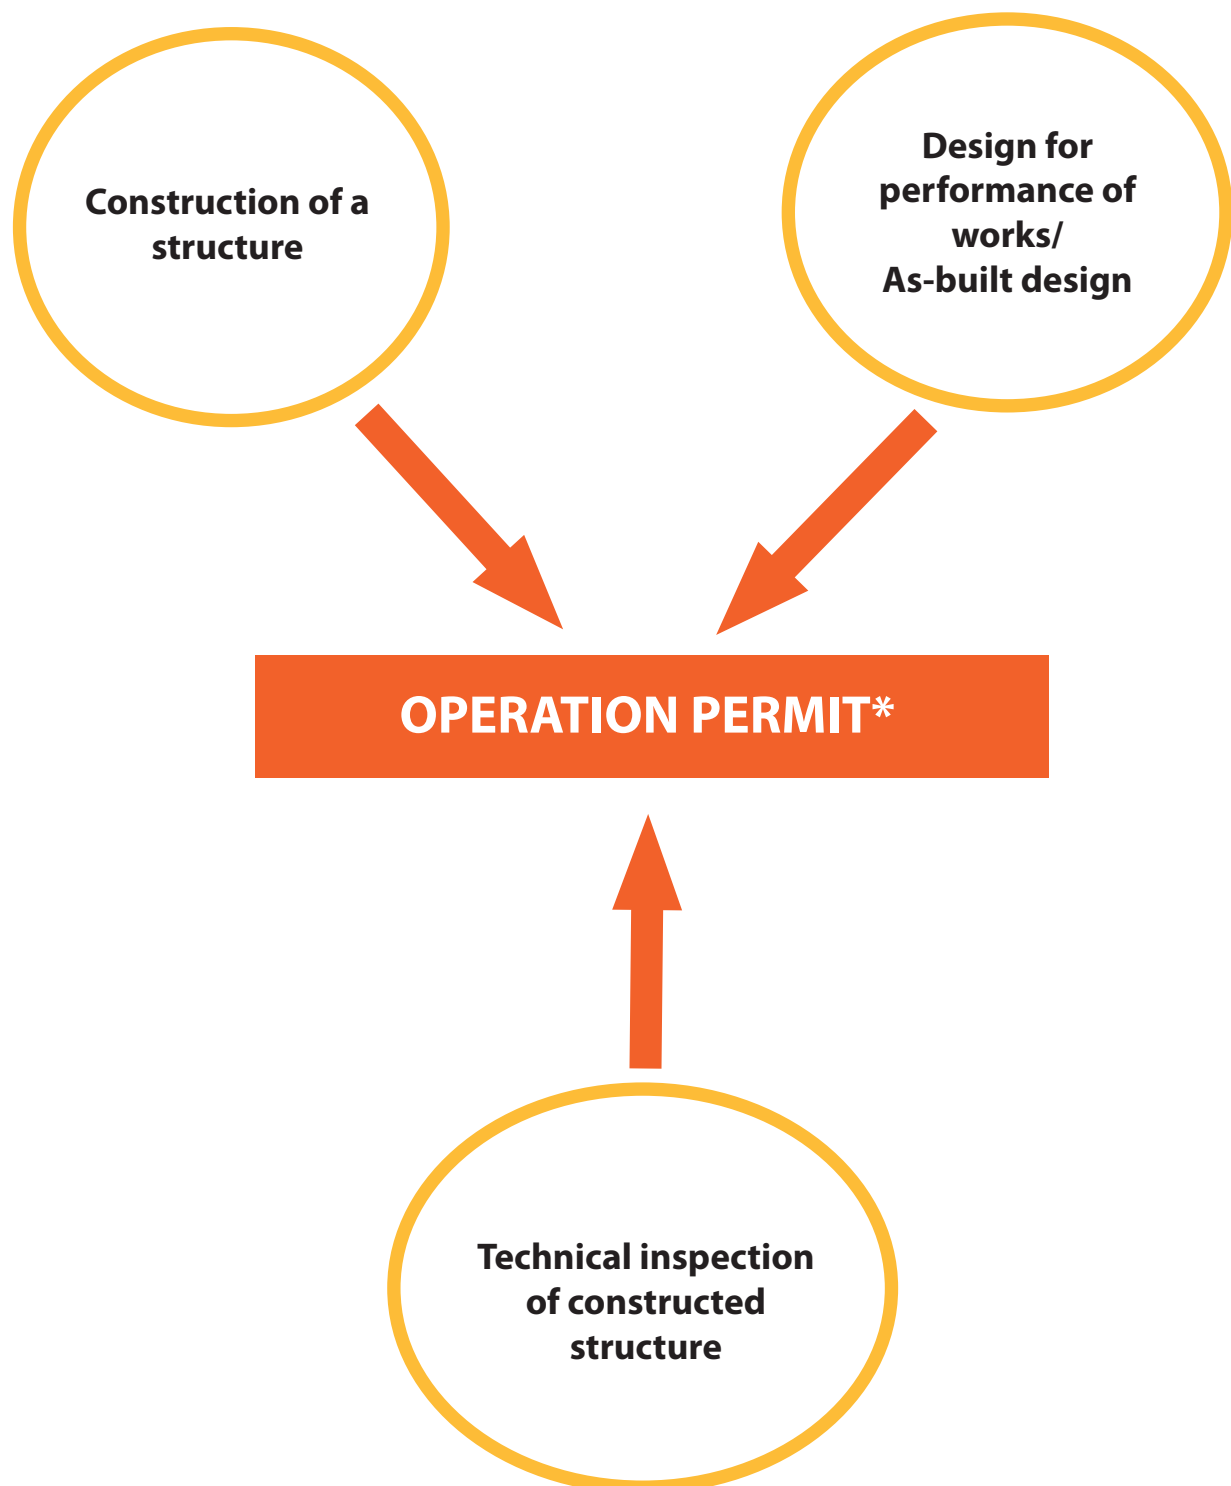 Construction of a
structure
Design for
performance of
works/
As-built design
OPERATION PERMIT*
Technical inspection
of constructed
structure